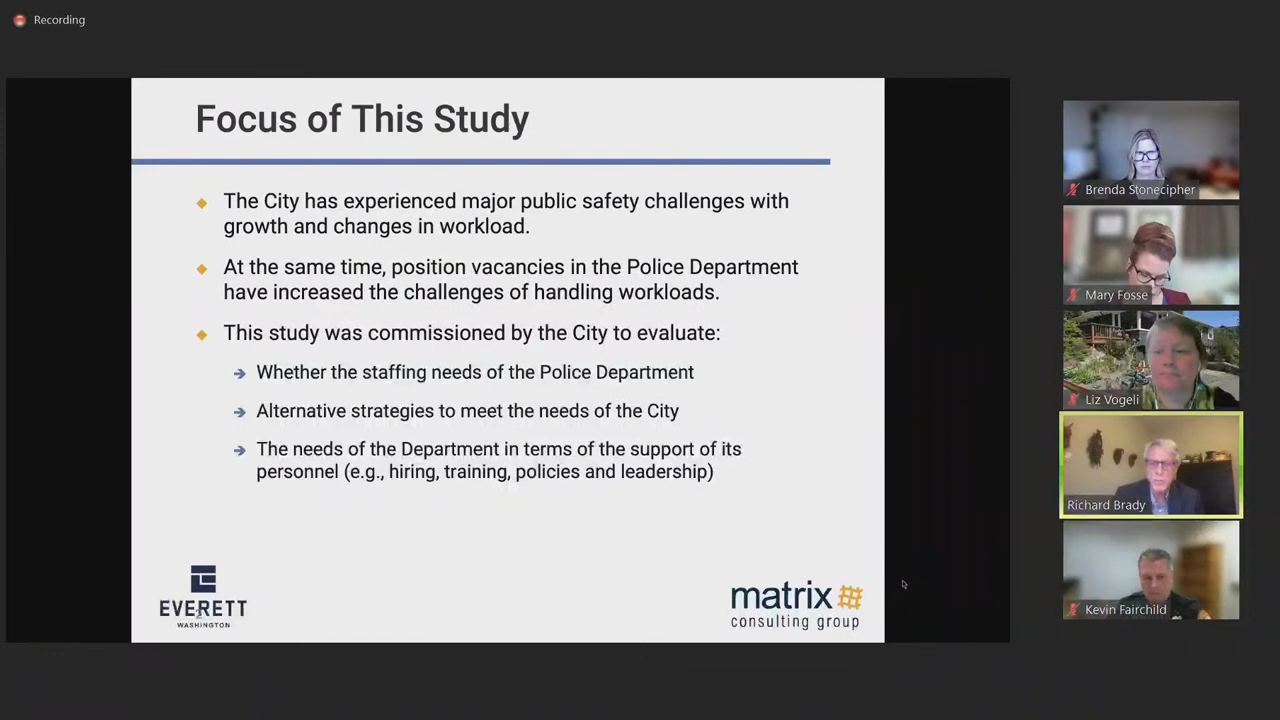 Recording
Focus of This Study
The City has experienced major public safety challenges with
growth and changes in workload.
At the same time, position vacancies in the Police Department
have increased the challenges of handling workloads.
This study was commissioned by the City to evaluate:
Whether the staffing needs of the Police Department
Alternative strategies to meet the needs of the City
The needs of the Department in terms of the support of its
personnel (e.g., hiring, training, policies and leadership)
EVERETT
2
WASHINGTON
matrix
consulting group
Brenda Stonecipher
Mary Fosse
Liz Vogeli
Richard Brady
Kevin Fairchild